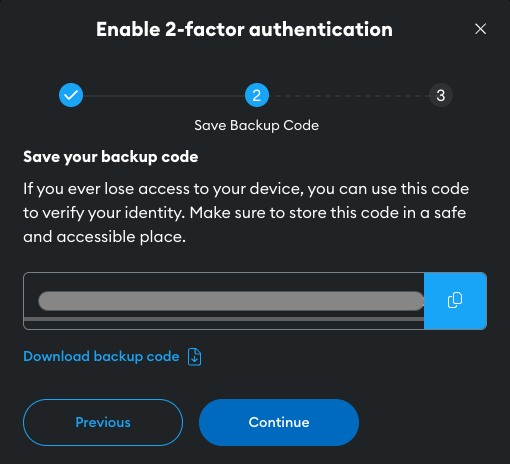 Enable 2-factor authentication
2
3
Save Backup Code
Save your backup code
If you ever lose access to your device, you can use this code
to verify your identity. Make sure to store this code in a safe
and accessible place.
Download backup code
Previous
Continue